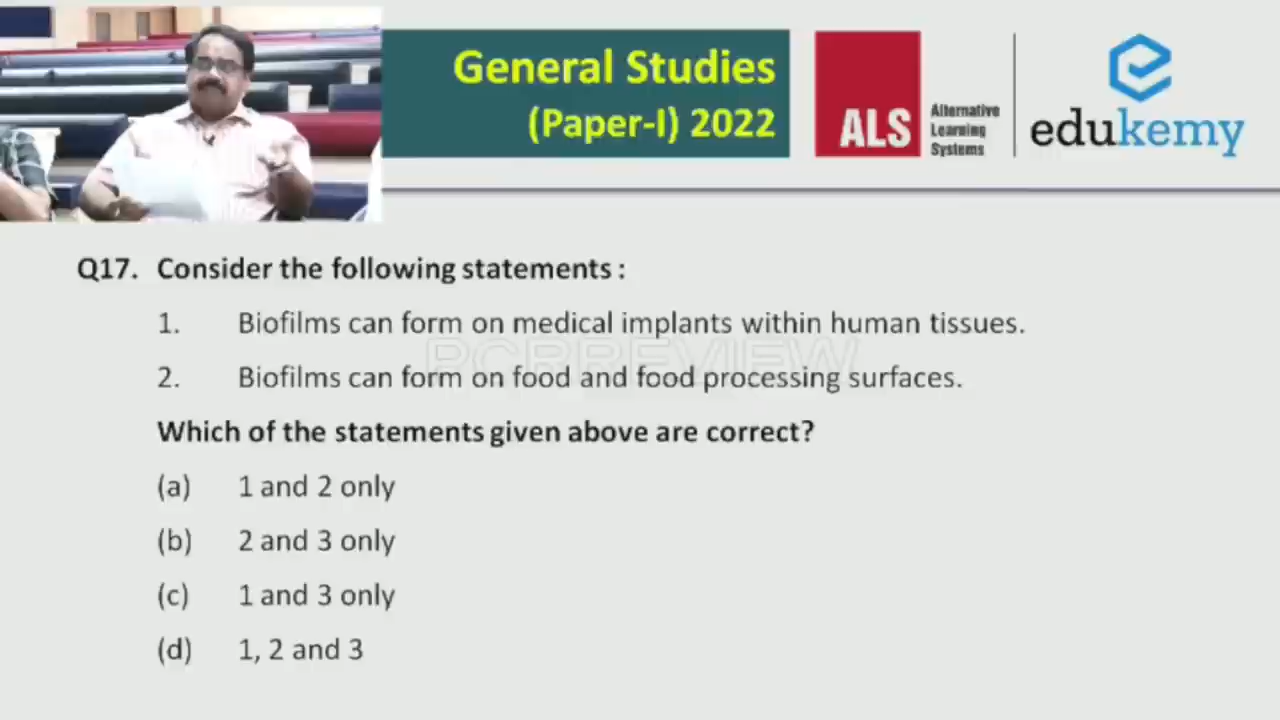 General Studies
(Paper-I) 2022
ALS
Alternative
Learning
Systems
edukemy
Q17. Consider the following statements :
1. Biofilms can form on medical implants within human tissues.
PCRREVIEW
2. Biofilms can form on food and food processing surfaces.
Which of the statements given above are correct?
(a) 1 and 2 only
(b) 2 and 3 only
(c) 1 and 3 only
(d) 1, 2 and 3